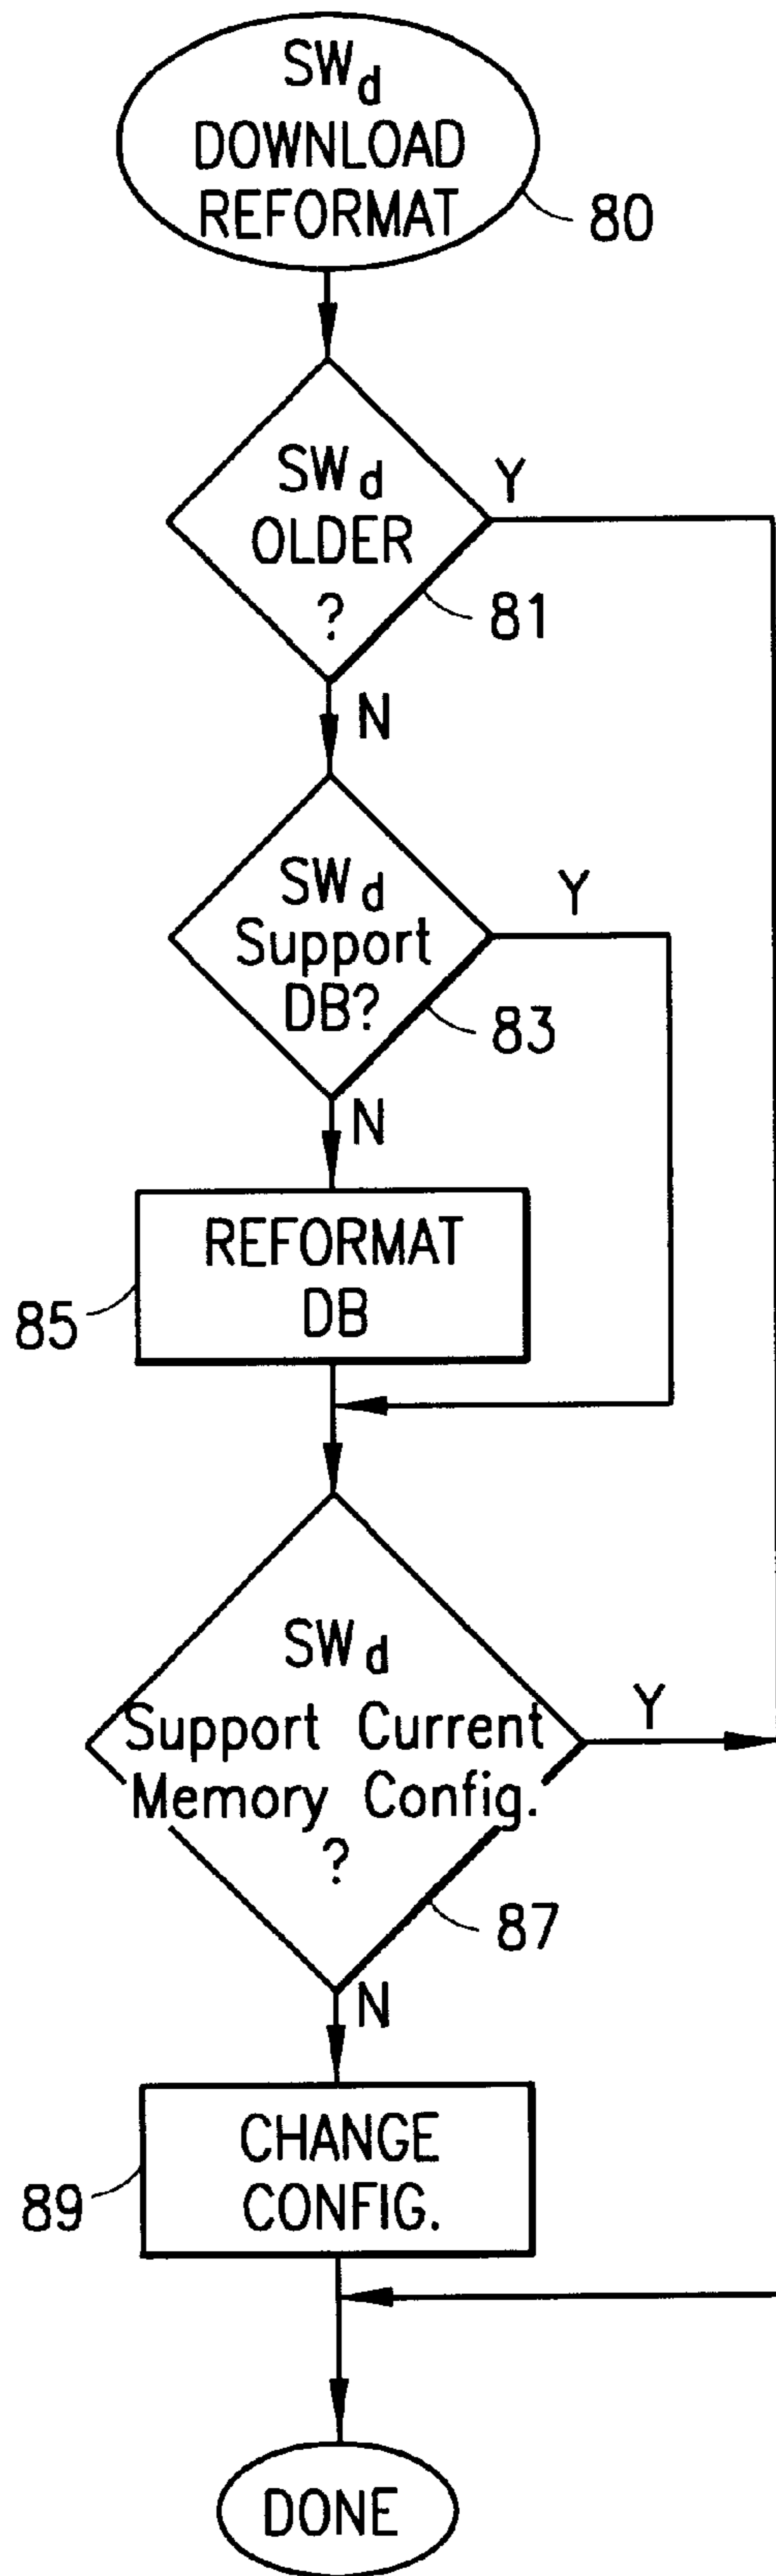 SWd
DOWNLOAD
REFORMAT
80
SWd
OLDER
?
Y
81
N
SWd
Support
DB?
Y
83
N
REFORMAT
DB
85
SWd
Support Current
Memory Config.
?
Y
87
N
CHANGE
CONFIG.
89
DONE